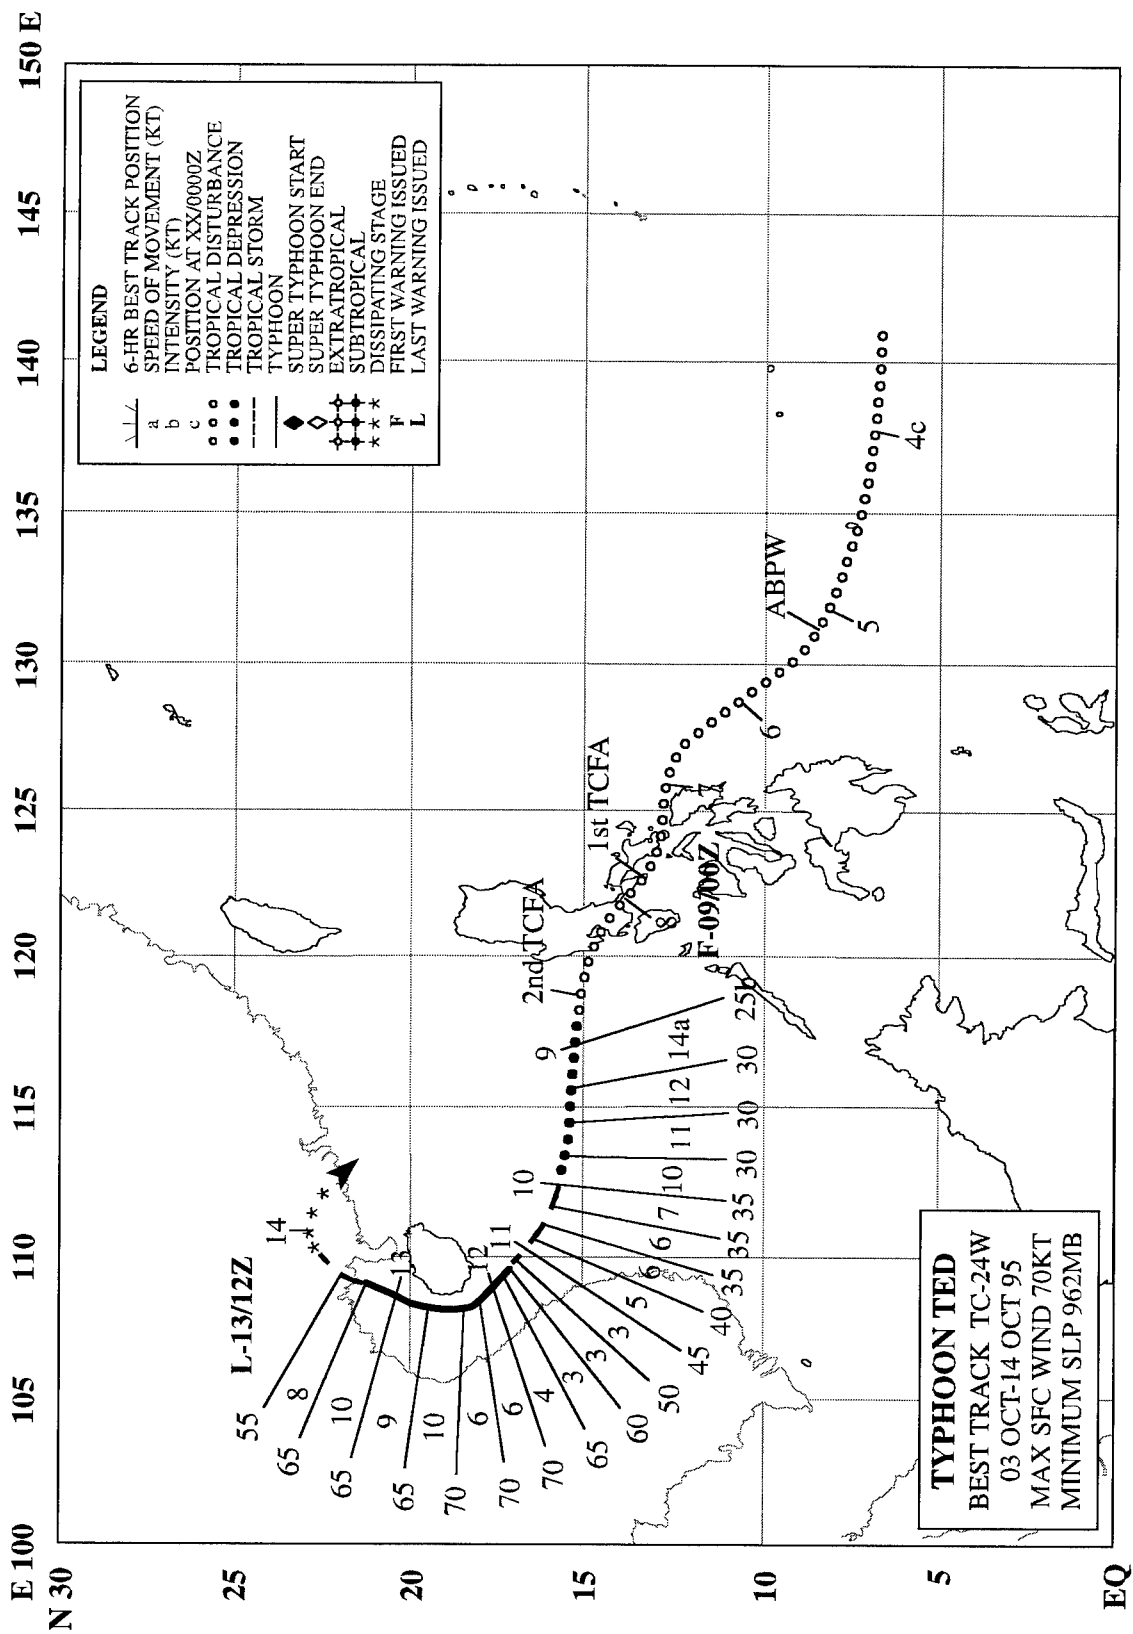 E 100 105 110 115 120 125 130 135 140 145 150 E
N 30
25
20
15
10
5
EQ
LEGEND
6-HR BEST TRACK POSITION
a SPEED OF MOVEMENT (KT)
b INTENSITY (KT)
c POSITION AT XX/0000Z
TROPICAL DISTURBANCE
TROPICAL DEPRESSION
TROPICAL STORM
TYPHOON
SUPER TYPHOON START
SUPER TYPHOON END
EXTRATROPICAL
SUBTROPICAL
DISSIPATING STAGE
F FIRST WARNING ISSUED
L LAST WARNING ISSUED
L-13/12Z
14
13
12
11
10
9
2nd TCFA
1st TCFA
8
F-09/00Z
6
ABPW
5
4c
55
65
65
65
70
70
70
65
60
50
45
40
35
35
35
30
30
30
25b
8
10
9
10
6
6
4
3
3
3
5
6
6
7
10
11
12
14a
TYPHOON TED
BEST TRACK TC-24W
03 OCT-14 OCT 95
MAX SFC WIND 70KT
MINIMUM SLP 962MB